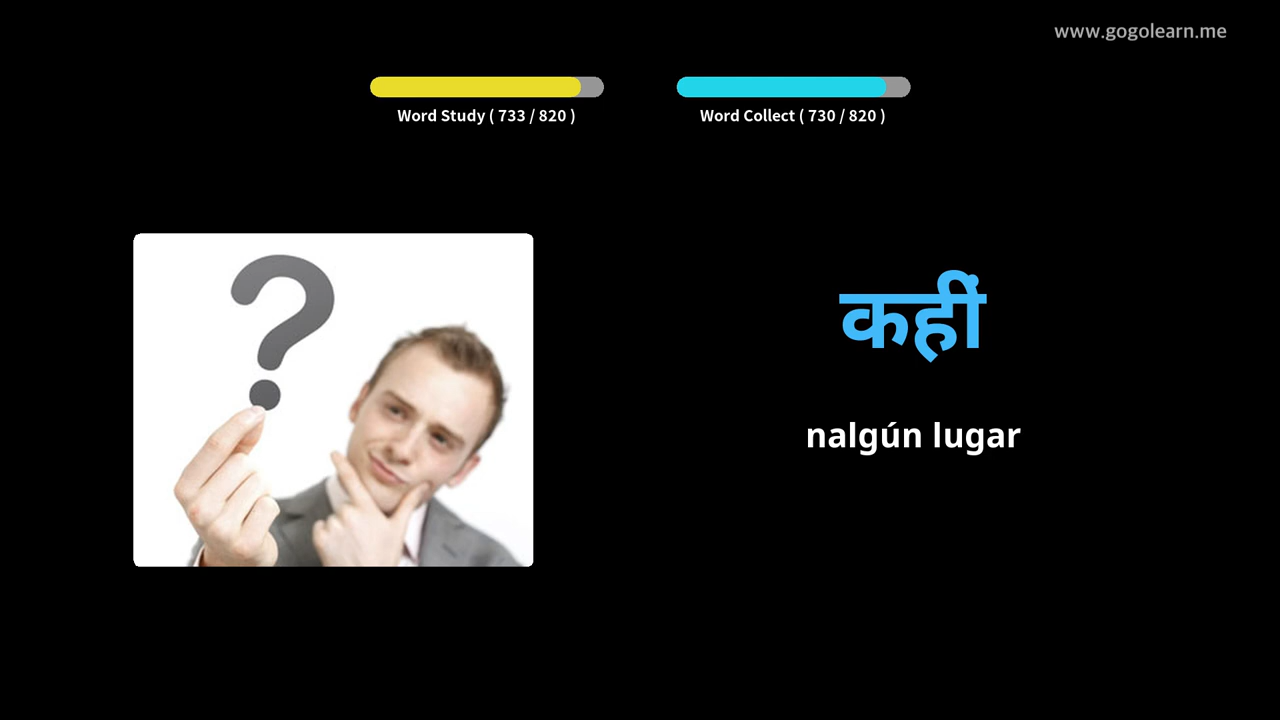 www.gogolearn.me
Word Study ( 733 / 820 )
Word Collect ( 730 / 820 )
कहीं
nalgún lugar